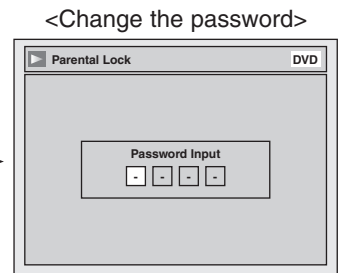 <Change the password>
Parental Lock DVD
Password Input
- - - -